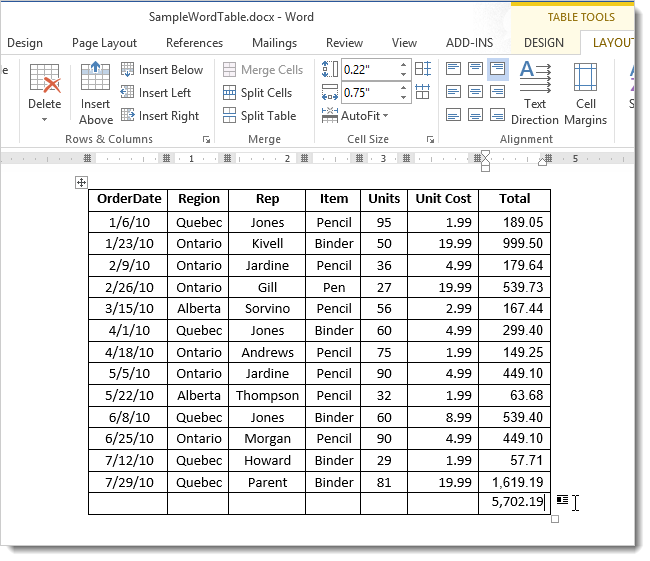 SampleWordTable.docx - Word
TABLE TOOLS
Design Page Layout References Mailings Review View ADD-INS DESIGN LAYOU
Delete
Insert Above
Insert Below
Insert Left
Insert Right
Rows & Columns
Merge Cells
Split Cells
Split Table
Merge
0.22"
0.75"
AutoFit
Cell Size
Text Direction
Cell Margins
Alignment
1 2 3 5
OrderDate Region Rep Item Units Unit Cost Total
1/6/10 Quebec Jones Pencil 95 1.99 189.05
1/23/10 Ontario Kivell Binder 50 19.99 999.50
2/9/10 Ontario Jardine Pencil 36 4.99 179.64
2/26/10 Ontario Gill Pen 27 19.99 539.73
3/15/10 Alberta Sorvino Pencil 56 2.99 167.44
4/1/10 Quebec Jones Binder 60 4.99 299.40
4/18/10 Ontario Andrews Pencil 75 1.99 149.25
5/5/10 Ontario Jardine Pencil 90 4.99 449.10
5/22/10 Alberta Thompson Pencil 32 1.99 63.68
6/8/10 Quebec Jones Binder 60 8.99 539.40
6/25/10 Ontario Morgan Pencil 90 4.99 449.10
7/12/10 Quebec Howard Binder 29 1.99 57.71
7/29/10 Quebec Parent Binder 81 19.99 1,619.19
5,702.19